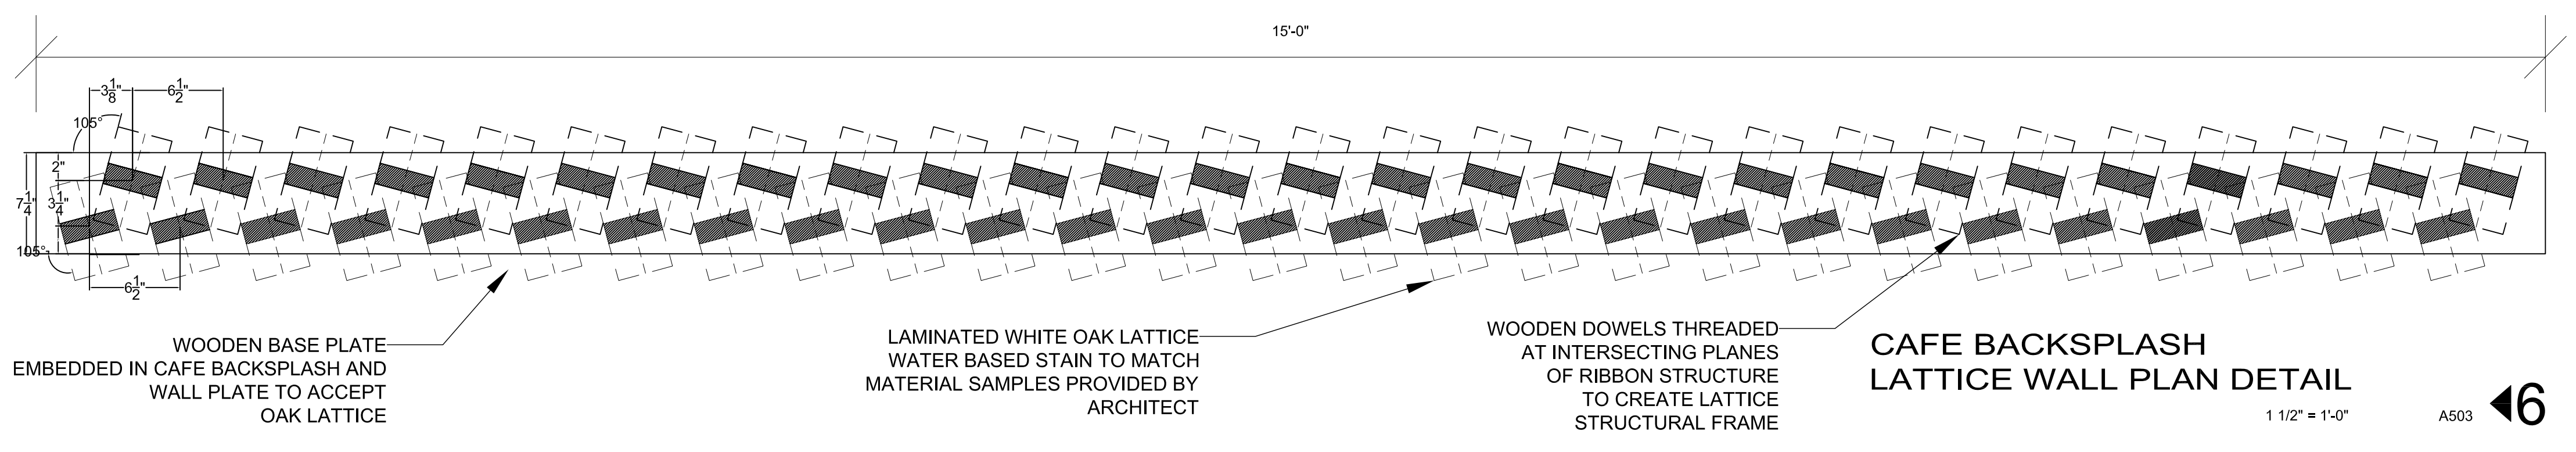 15'-0"
3 1/8"
6 1/2"
105°
2"
7 1/4"
3 1/4"
105°
6 1/2"
WOODEN BASE PLATE
EMBEDDED IN CAFE BACKSPLASH AND
WALL PLATE TO ACCEPT
OAK LATTICE
LAMINATED WHITE OAK LATTICE
WATER BASED STAIN TO MATCH
MATERIAL SAMPLES PROVIDED BY
ARCHITECT
WOODEN DOWELS THREADED
AT INTERSECTING PLANES
OF RIBBON STRUCTURE
TO CREATE LATTICE
STRUCTURAL FRAME
CAFE BACKSPLASH
LATTICE WALL PLAN DETAIL
1 1/2" = 1'-0"
A503
6